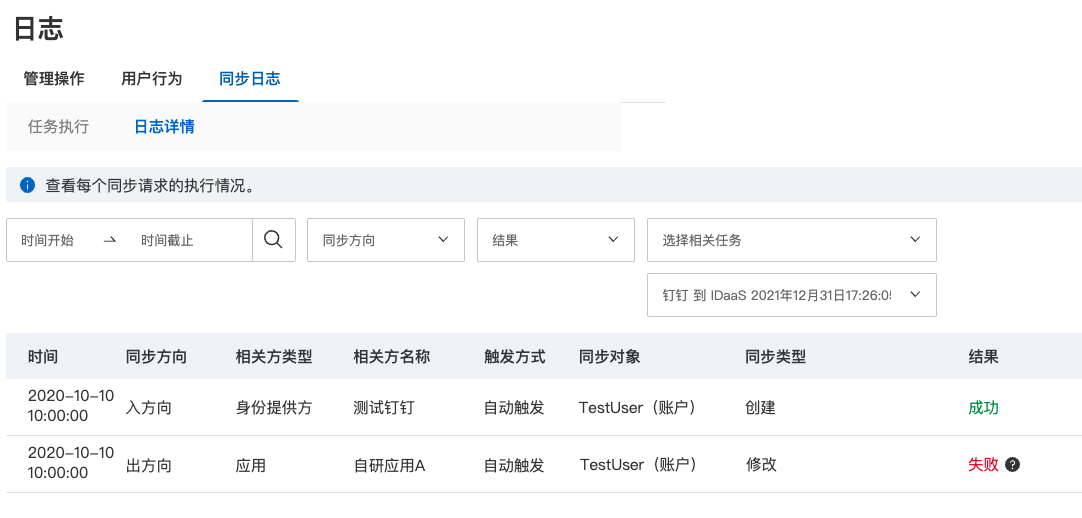 日志
管理操作 用户行为 同步日志
任务执行 日志详情
查看每个同步请求的执行情况。
时间开始 时间截止 同步方向 结果 选择相关任务
钉钉 到 IDaaS 2021年12月31日17:26:05
时间 同步方向 相关方类型 相关方名称 触发方式 同步对象 同步类型 结果
2020-10-10
10:00:00 入方向 身份提供方 测试钉钉 自动触发 TestUser（账户） 创建 成功
2020-10-10
10:00:00 出方向 应用 自研应用A 自动触发 TestUser（账户） 修改 失败